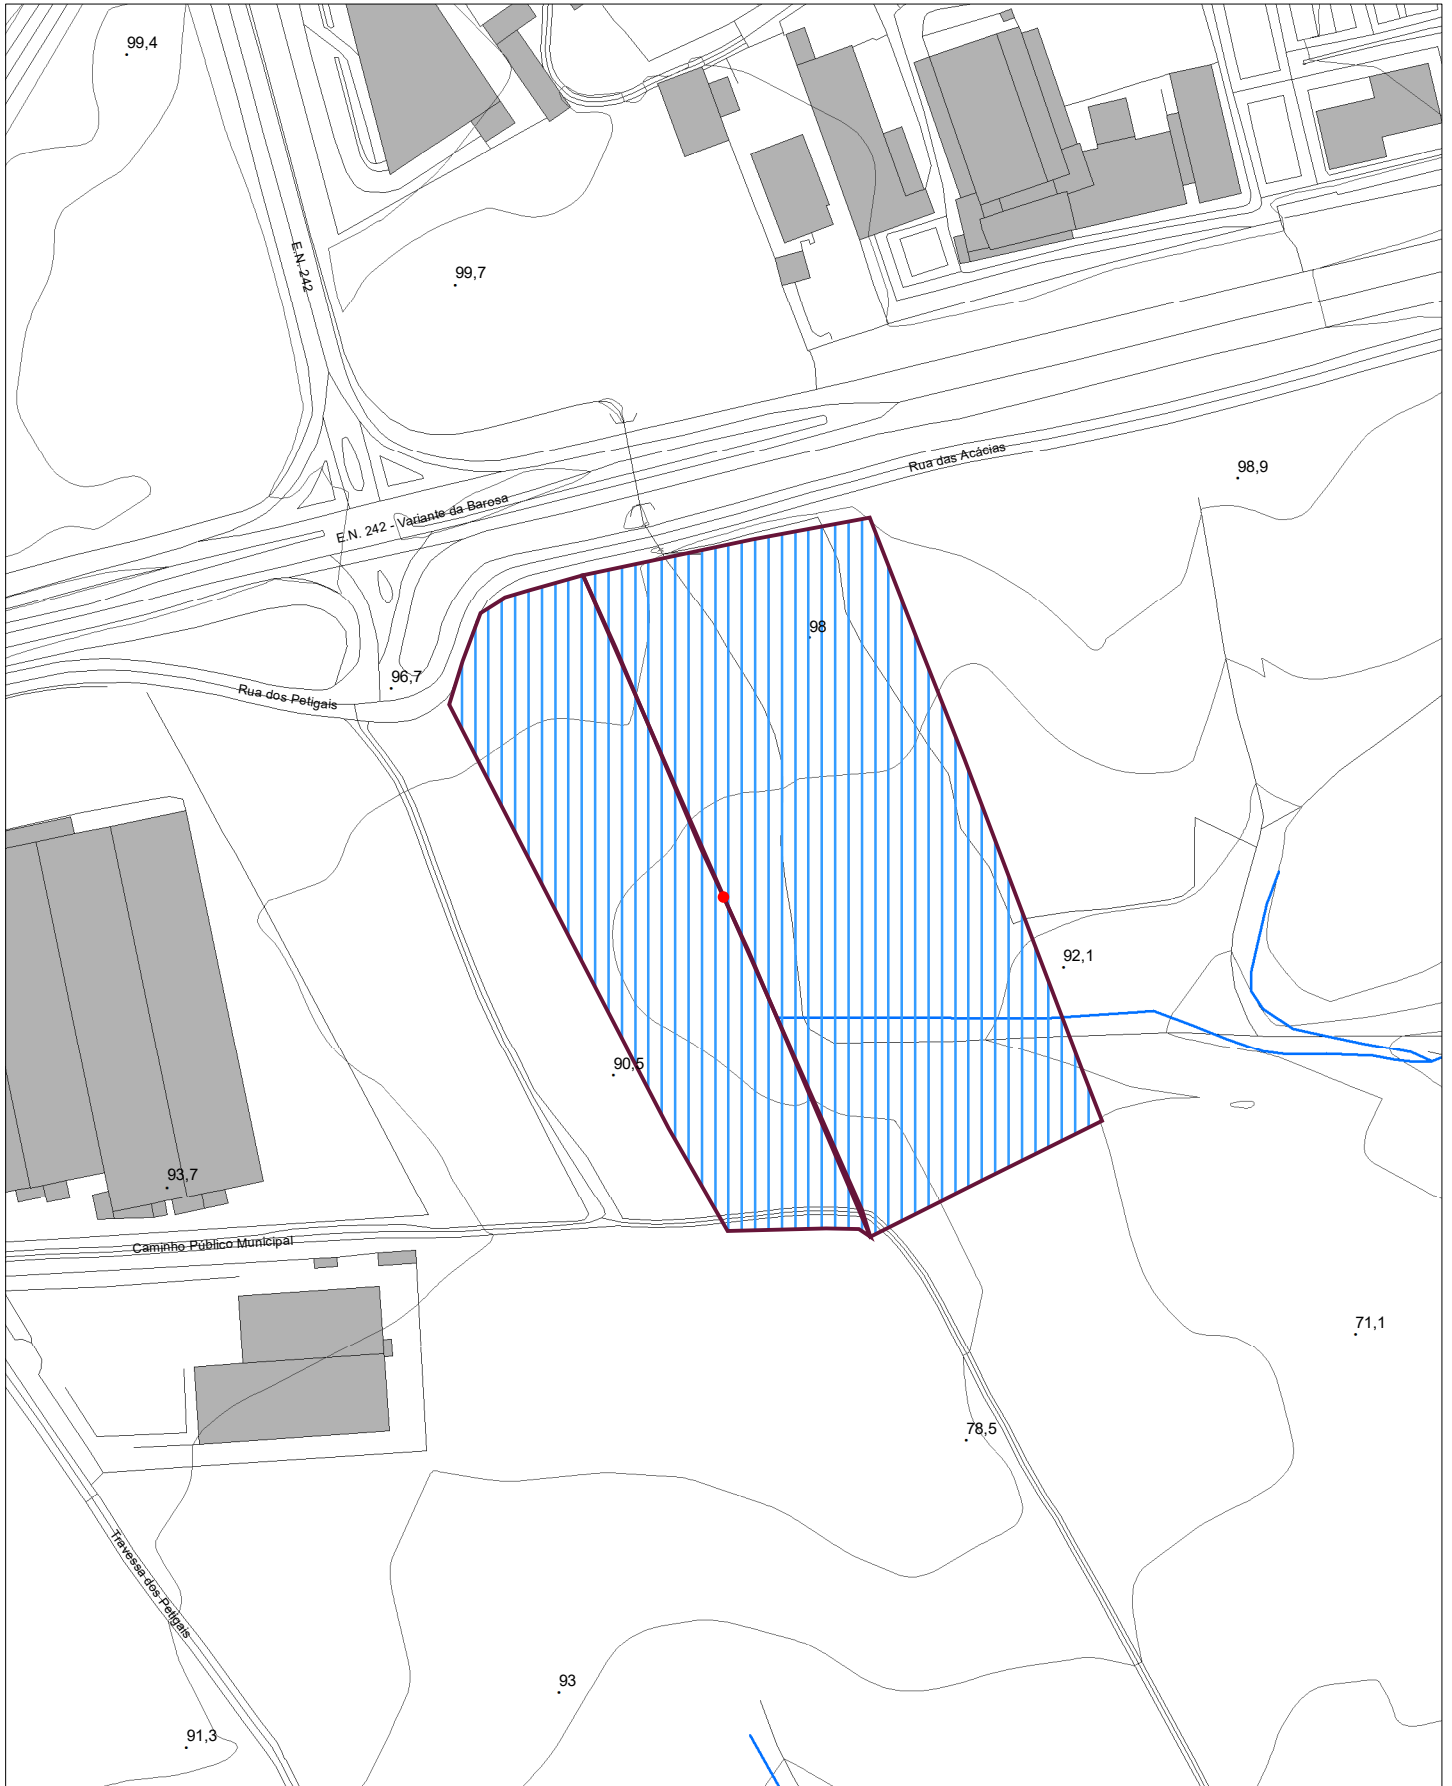 99,4
E.N. 242
99,7
Rua das Acácias
98,9
E.N. 242 - Variante da Barosa
98
96,7
Rua dos Petigais
92,1
90,5
93,7
Caminho Público Municipal
71,1
78,5
Travessa dos Petigais
93
91,3